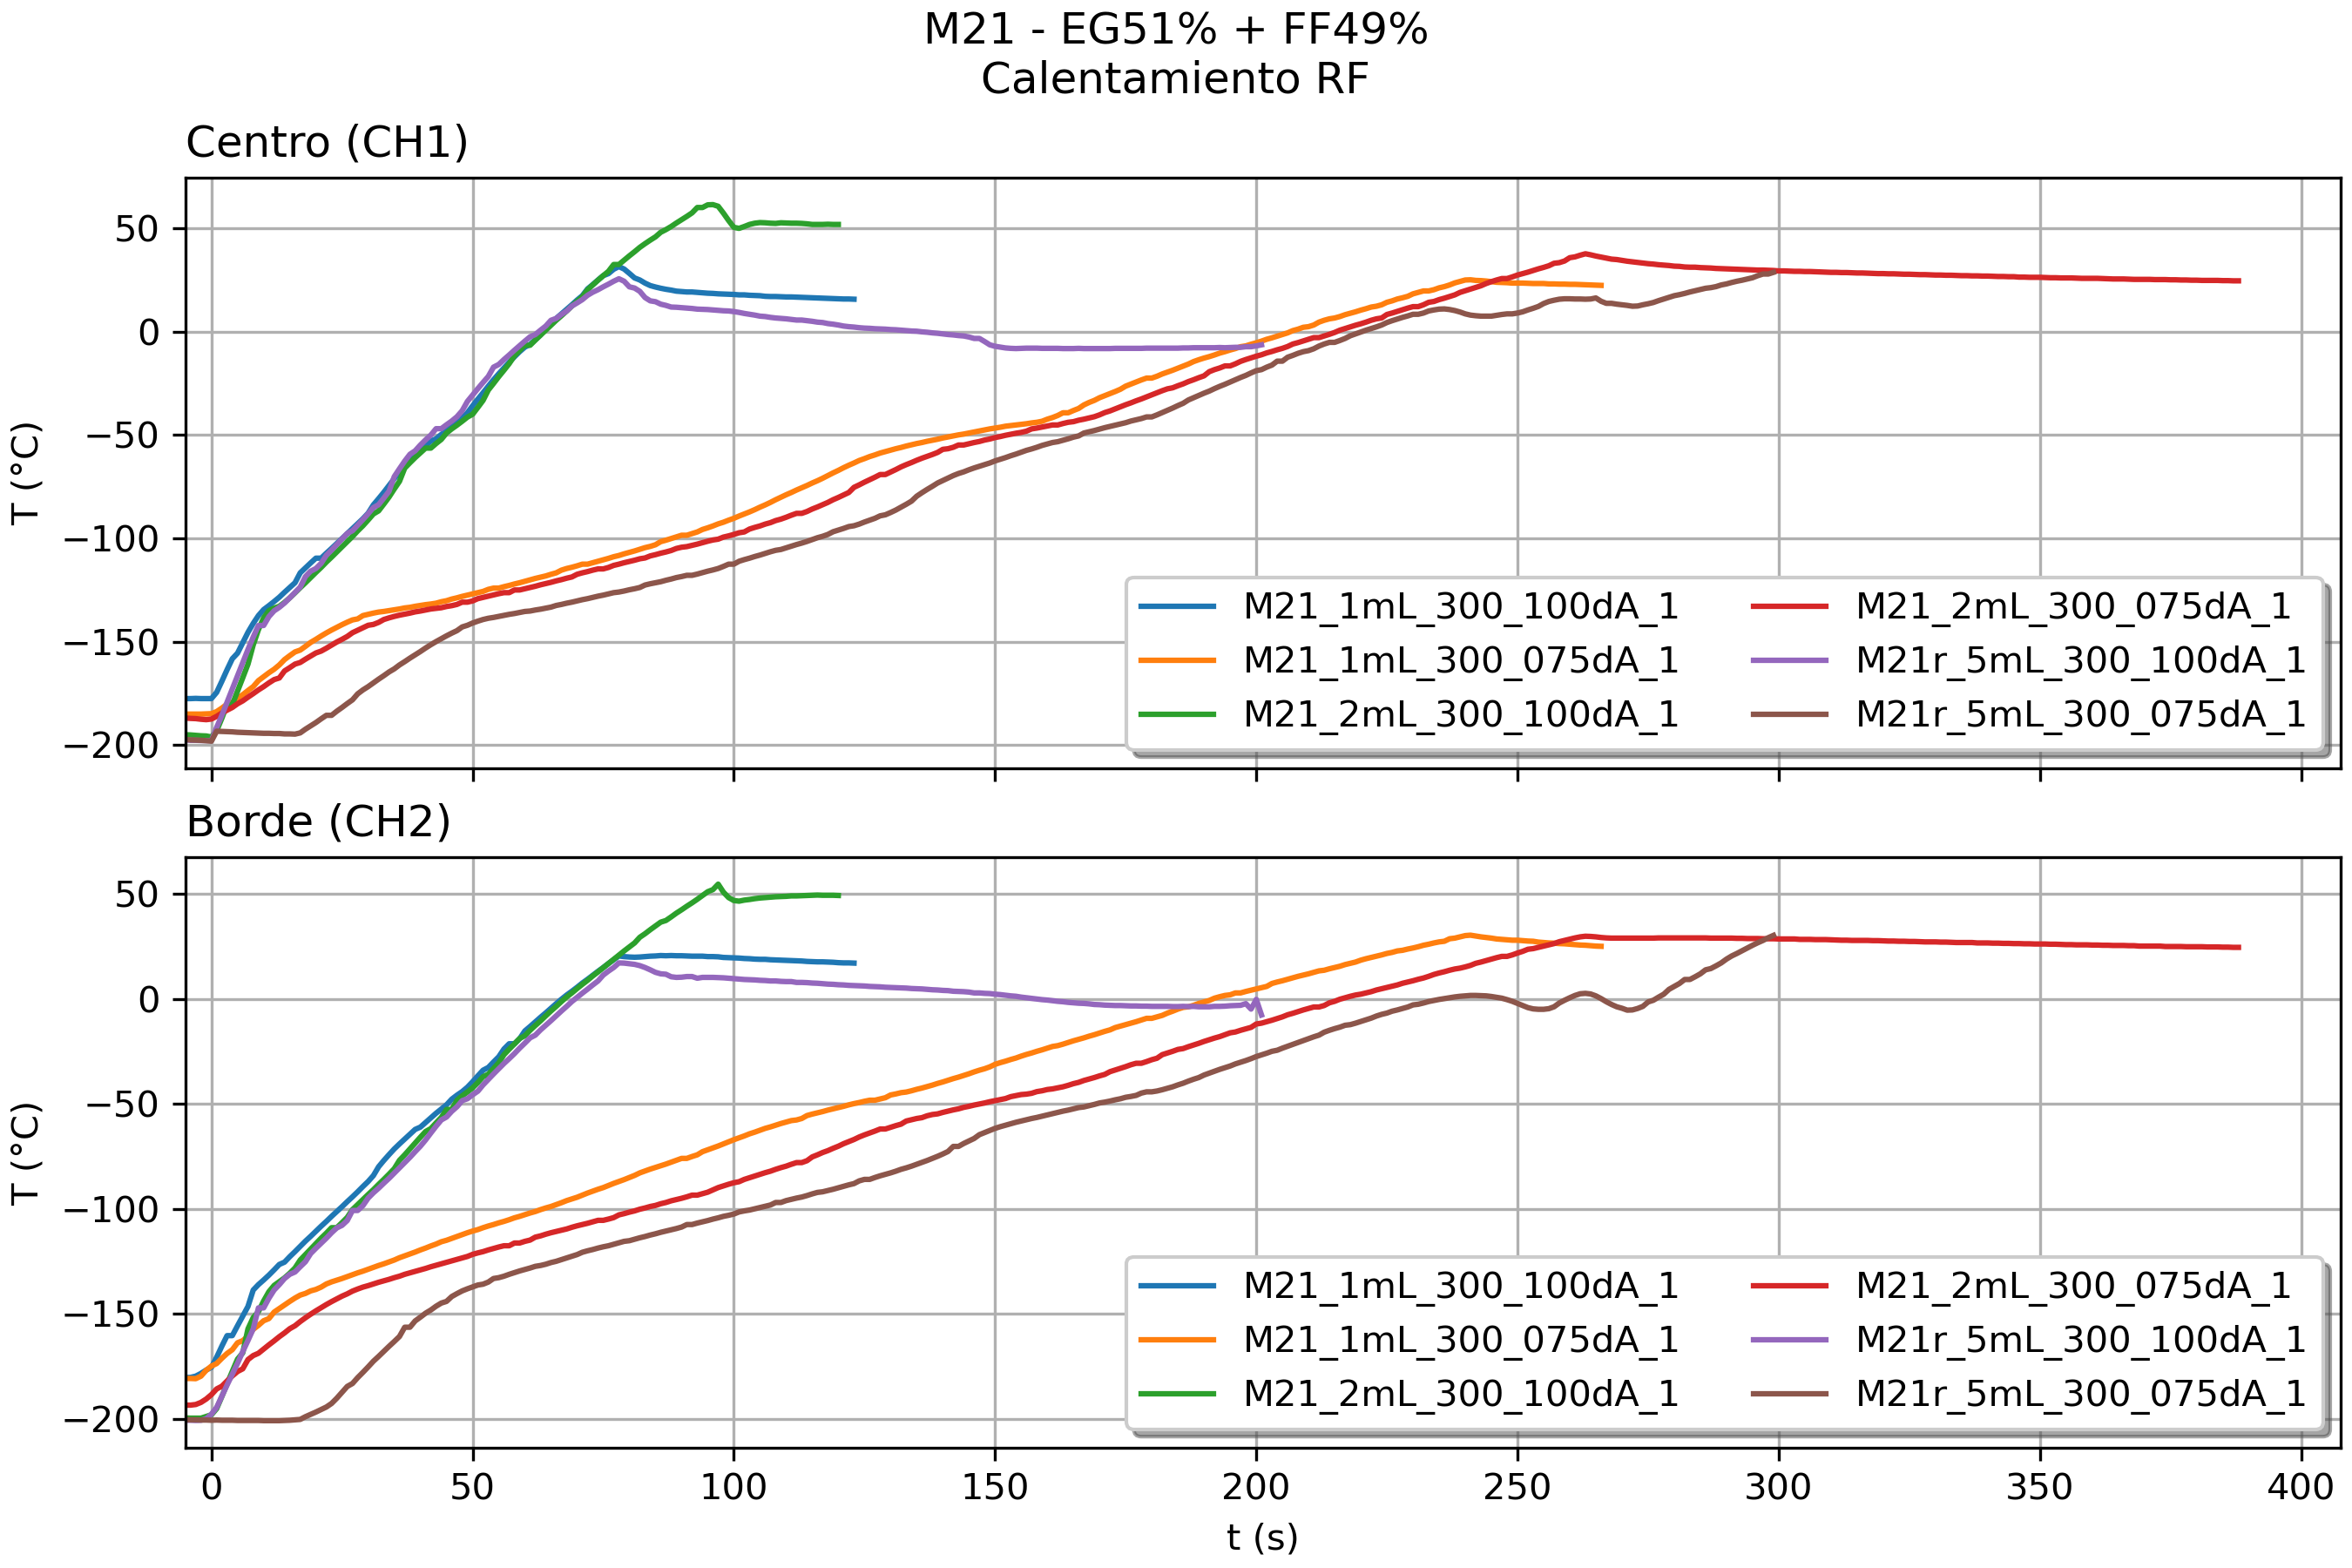 M21 - EG51% + FF49%
Calentamiento RF
Centro (CH1)
T (°C)
50
0
−50
−100
−150
−200
M21_1mL_300_100dA_1
M21_1mL_300_075dA_1
M21_2mL_300_100dA_1
M21_2mL_300_075dA_1
M21r_5mL_300_100dA_1
M21r_5mL_300_075dA_1
Borde (CH2)
T (°C)
50
0
−50
−100
−150
−200
M21_1mL_300_100dA_1
M21_1mL_300_075dA_1
M21_2mL_300_100dA_1
M21_2mL_300_075dA_1
M21r_5mL_300_100dA_1
M21r_5mL_300_075dA_1
0 50 100 150 200 250 300 350 400
t (s)